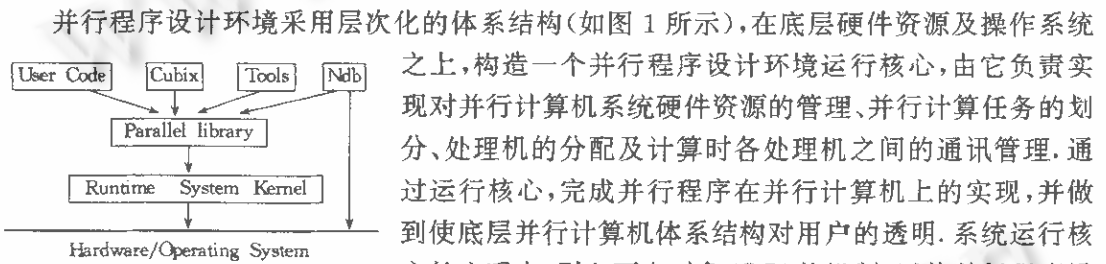 并行程序设计环境采用层次化的体系结构(如图 1 所示),在底层硬件资源及操作系统
之上,构造一个并行程序设计环境运行核心,由它负责实
现对并行计算机系统硬件资源的管理、并行计算任务的划
分、处理机的分配及计算时各处理机之间的通讯管理.通
过运行核心,完成并行程序在并行计算机上的实现,并做
到使底层并行计算机体系结构对用户的透明.系统运行核
User Code Cubix Tools Ndb
Parallel library
Runtime System Kernel
Hardware/Operating System